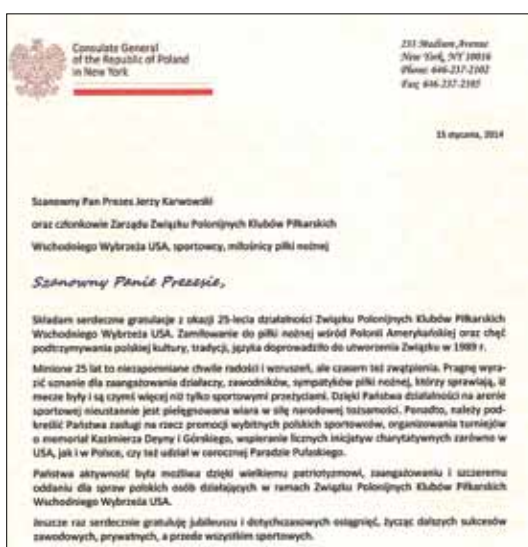 Consulate General
of the Republic of Poland
in New York
233 Madison Avenue
New York, NY 10016
Phone: 646-237-2102
Fax: 646-237-2105
15 stycznia, 2014
Szanowny Pan Prezes Jerzy Karwowski
oraz członkowie Zarządu Związku Polonijnych Klubów Piłkarskich
Wschodniego Wybrzeża USA, sportowcy, miłośnicy piłki nożnej
Szanowny Panie Prezesie,
Składam serdeczne gratulacje z okazji 25-lecia działalności Związku Polonijnych Klubów Piłkarskich
Wschodniego Wybrzeża USA. Zamiłowanie do piłki nożnej wśród Polonii Amerykańskiej oraz chęć
podtrzymywania polskiej kultury, tradycji, języka doprowadziło do utworzenia Związku w 1989 r.
Minione 25 lat to niezapomniane chwile radości i wzruszeń, ale czasem też zwątpienia. Pragnę wyra-
zić uznanie dla zaangażowania działaczy, zawodników, sympatyków piłki nożnej, którzy sprawiają, iż
mecze były i są czymś więcej niż tylko sportowymi przeżyciami. Dzięki Państwa działalności na arenie
sportowej nieustannie jest pielęgnowana wiara w siłę narodowej tożsamości. Ponadto, należy pod-
kreślić Państwa zasługi na rzecz promocji wybitnych polskich sportowców, organizowania turniejów
o memoriał Kazimierza Deyny i Górskiego, wspieranie licznych inicjatyw charytatywnych zarówno w
USA, jak i w Polsce, czy też udział w corocznej Paradzie Pułaskiego.
Państwa aktywność była możliwa dzięki wielkiemu patriotyzmowi, zaangażowaniu i szczeremu
oddaniu dla spraw polskich osób działających w ramach Związku Polonijnych Klubów Piłkarskich
Wschodniego Wybrzeża USA.
Jeszcze raz serdecznie gratuluję jubileuszu i dotychczasowych osiągnięć, życząc dalszych sukcesów
zawodowych, prywatnych, a przede wszystkim sportowych.